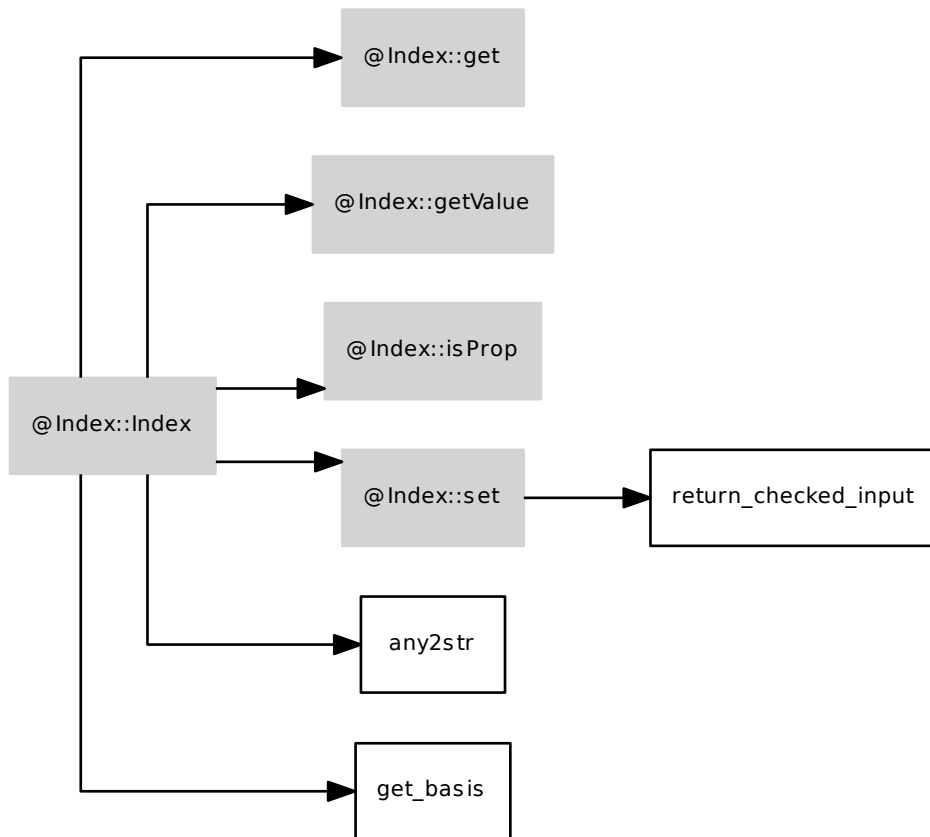 @Index::get
@Index::getValue
@Index::isProp
@Index::Index
@Index::set
return_checked_input
any2str
get_basis